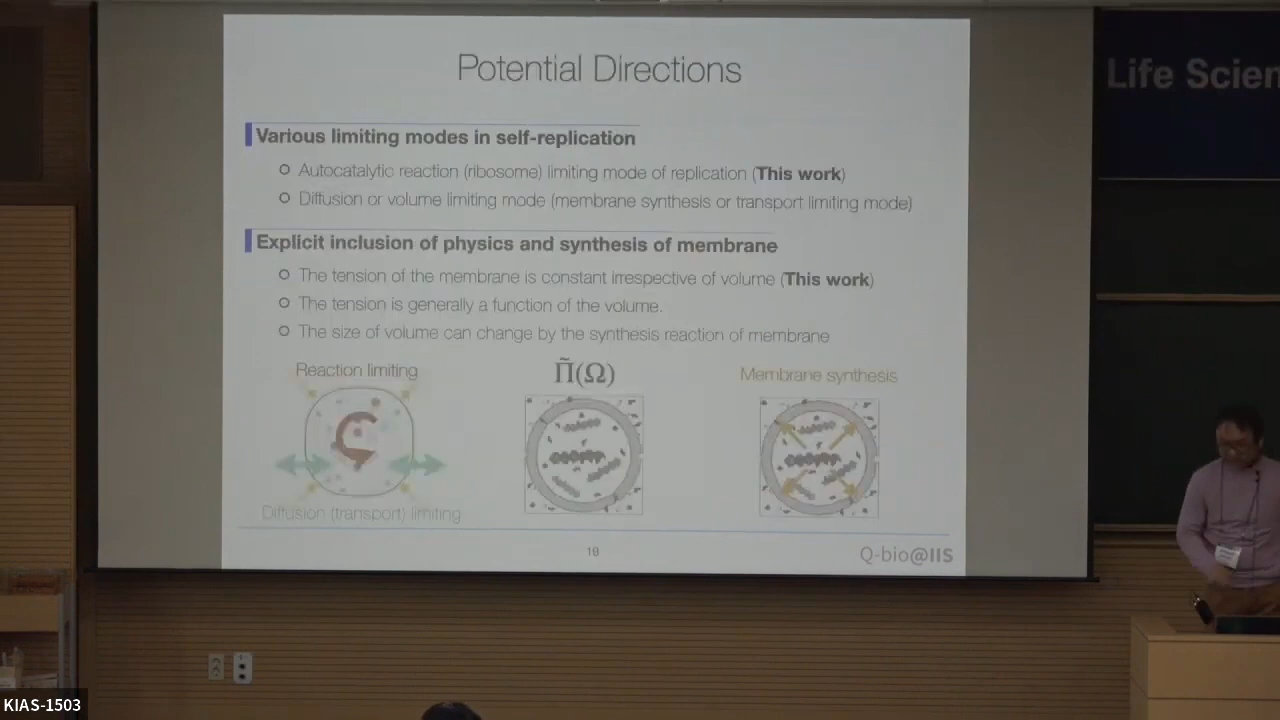 Potential Directions
Life Scien
Various limiting modes in self-replication
Autocatalytic reaction (ribosome) limiting mode of replication (This work)
Diffusion or volume limiting mode (membrane synthesis or transport limiting mode)
Explicit inclusion of physics and synthesis of membrane
The tension of the membrane is constant irrespective of volume (This work)
The tension is generally a function of the volume.
The size of volume can change by the synthesis reaction of membrane
Reaction limiting
Π̃(Ω)
Membrane synthesis
Diffusion (transport) limiting
Q-bio@IIS
KIAS-1503